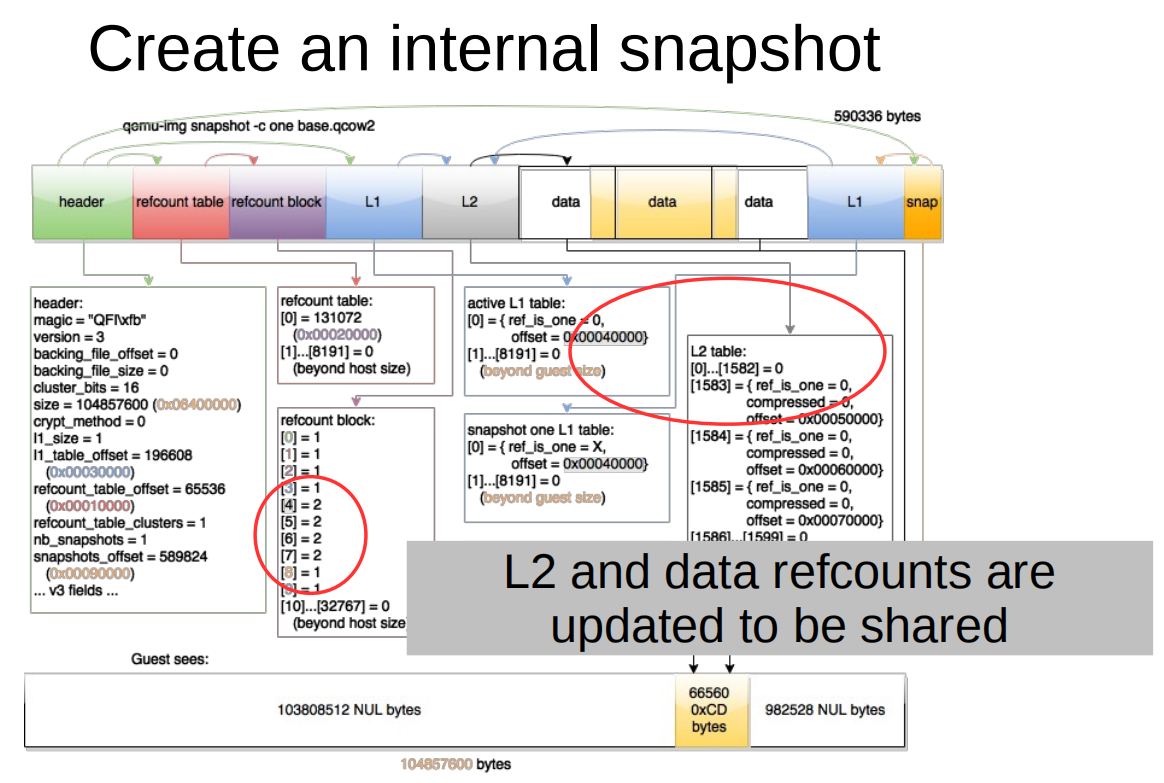 Create an internal snapshot
qemu-img snapshot -c one base.qcow2
590336 bytes
header
refcount table
refcount block
L1
L2
data
data
data
L1
snap
header:
magic = "QFI\xfb"
version = 3
backing_file_offset = 0
backing_file_size = 0
cluster_bits = 16
size = 104857600 (0x06400000)
crypt_method = 0
l1_size = 1
l1_table_offset = 196608
(0x00030000)
refcount_table_offset = 65536
(0x00010000)
refcount_table_clusters = 1
nb_snapshots = 1
snapshots_offset = 589824
(0x00090000)
... v3 fields ...
refcount table:
[0] = 131072
(0x00020000)
[1]...[8191] = 0
(beyond host size)
refcount block:
[0] = 1
[1] = 1
[2] = 1
[3] = 1
[4] = 2
[5] = 2
[6] = 2
[7] = 2
[8] = 1
[9] = 1
[10]...[32767] = 0
(beyond host size
active L1 table:
[0] = { ref_is_one = 0,
offset = 0x00040000}
[1]...[8191] = 0
(beyond guest size)
snapshot one L1 table:
[0] = { ref_is_one = X,
offset = 0x00040000}
[1]...[8191] = 0
(beyond guest size)
L2 table:
[0]...[1582] = 0
[1583] = { ref_is_one = 0,
compressed = 0,
offset = 0x00050000}
[1584] = { ref_is_one = 0,
compressed = 0,
offset = 0x00060000}
[1585] = { ref_is_one = 0,
compressed = 0,
offset = 0x00070000}
[1586]...[1599] = 0
L2 and data refcounts are
updated to be shared
Guest sees:
103808512 NUL bytes
66560
0xCD
bytes
982528 NUL bytes
104857600 bytes